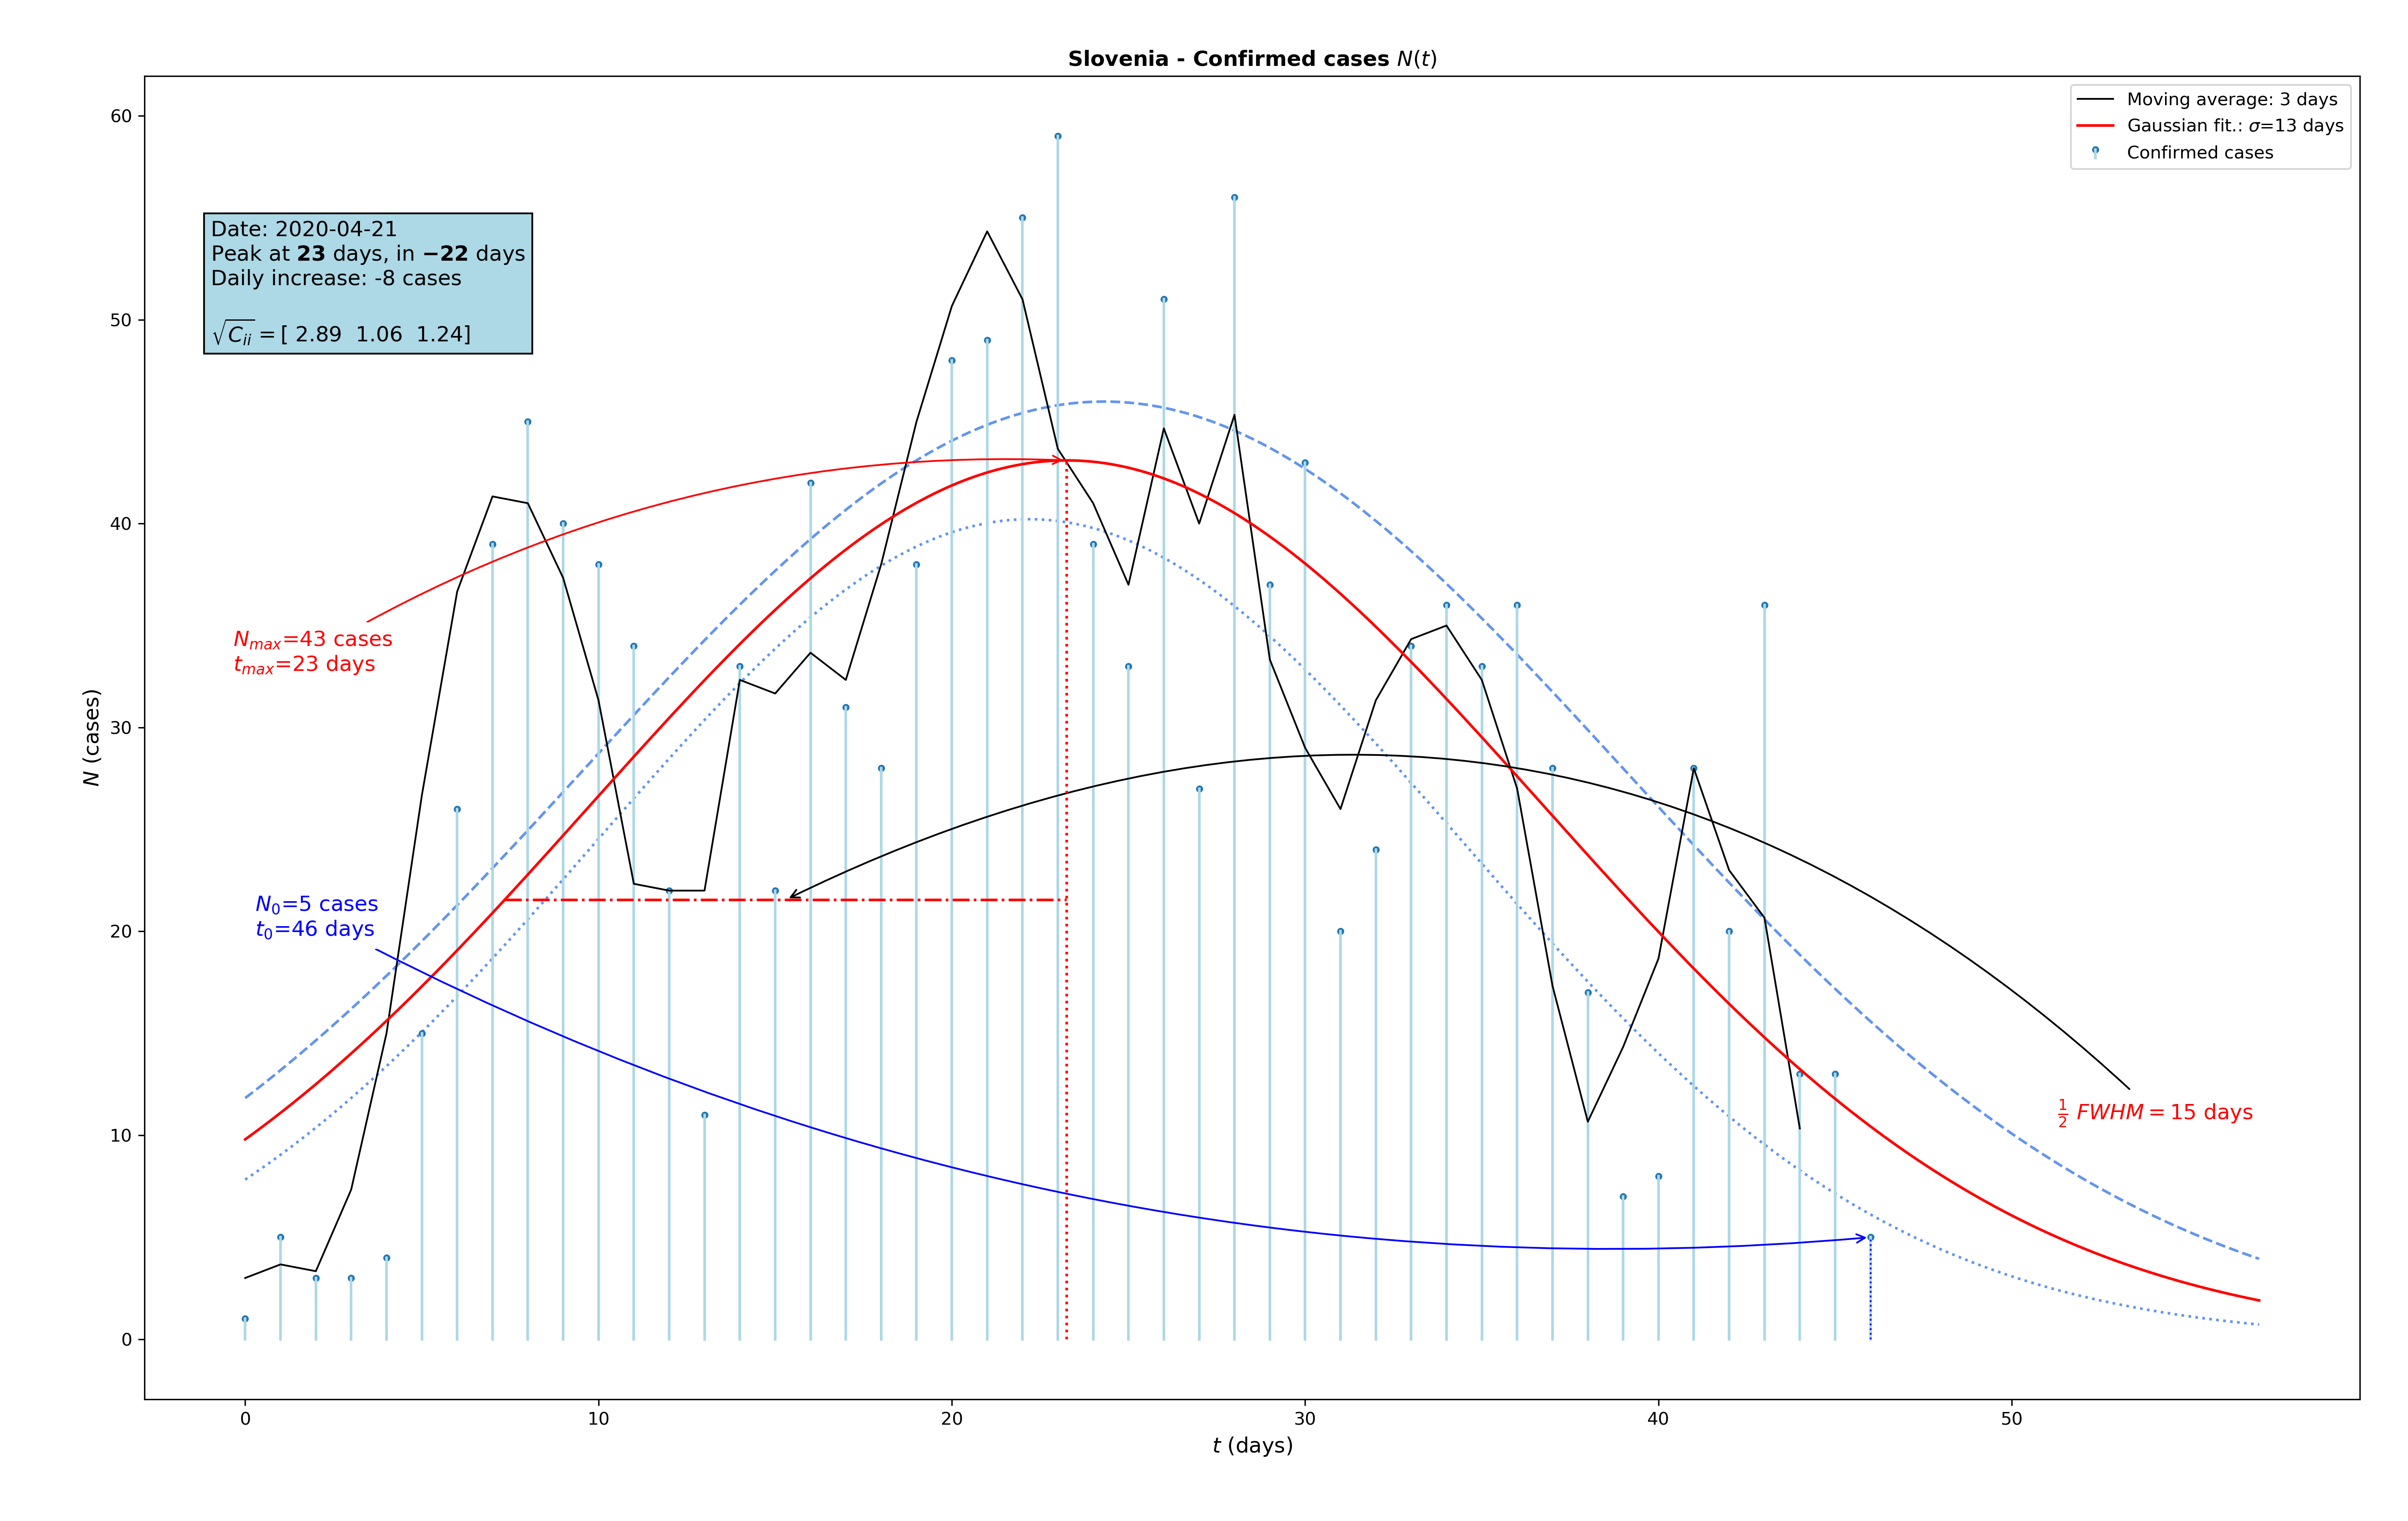 Slovenia - Confirmed cases N(t)
Moving average: 3 days
Gaussian fit.: σ=13 days
Confirmed cases
Date: 2020-04-21
Peak at 23 days, in −22 days
Daily increase: -8 cases
√C_ii = [ 2.89 1.06 1.24]
N_max=43 cases
t_max=23 days
N_0=5 cases
t_0=46 days
1/2 FWHM = 15 days
N (cases)
60
50
40
30
20
10
0
0 10 20 30 40 50
t (days)